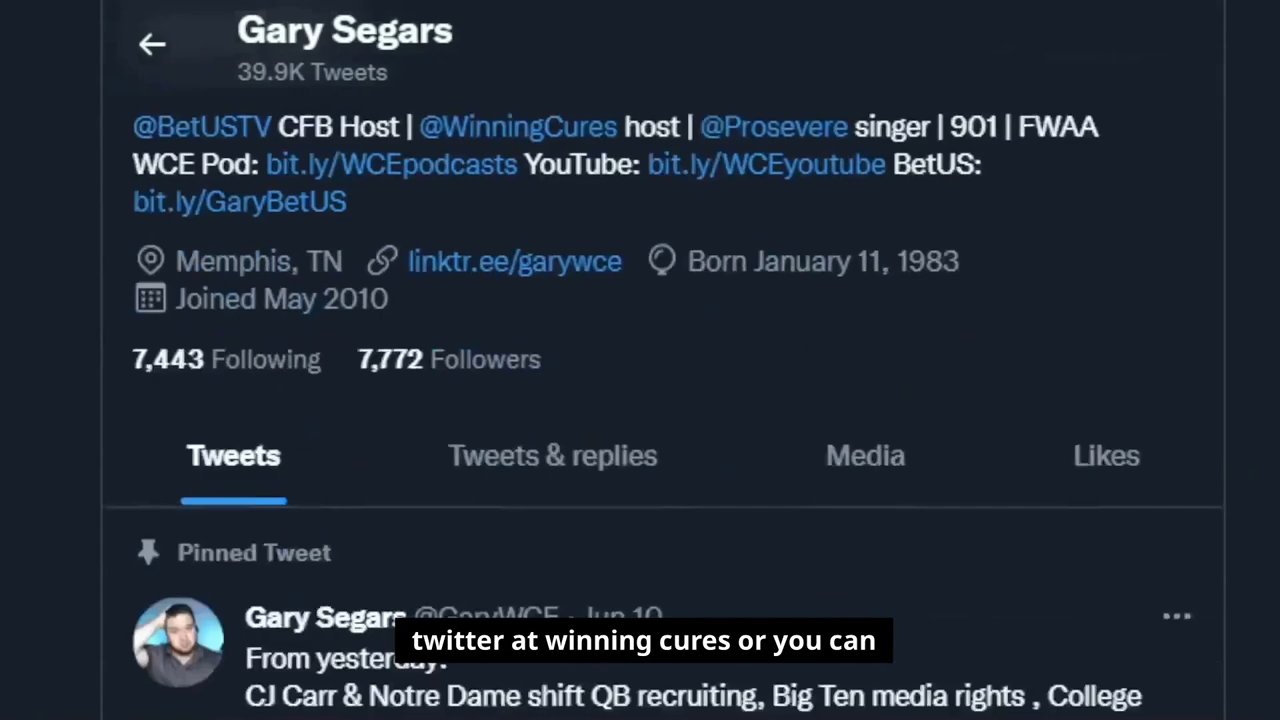 Gary Segars
39.9K Tweets
@BetUSTV CFB Host | @WinningCures host | @Prosevere singer | 901 | FWAA
WCE Pod: bit.ly/WCEpodcasts YouTube: bit.ly/WCEyoutube BetUS:
bit.ly/GaryBetUS
Memphis, TN linktr.ee/garywce Born January 11, 1983
Joined May 2010
7,443 Following 7,772 Followers
Tweets Tweets & replies Media Likes
Pinned Tweet
Gary Segars @GaryWCE · Jun 10
twitter at winning cures or you can
From yesterday:
CJ Carr & Notre Dame shift QB recruiting, Big Ten media rights , College